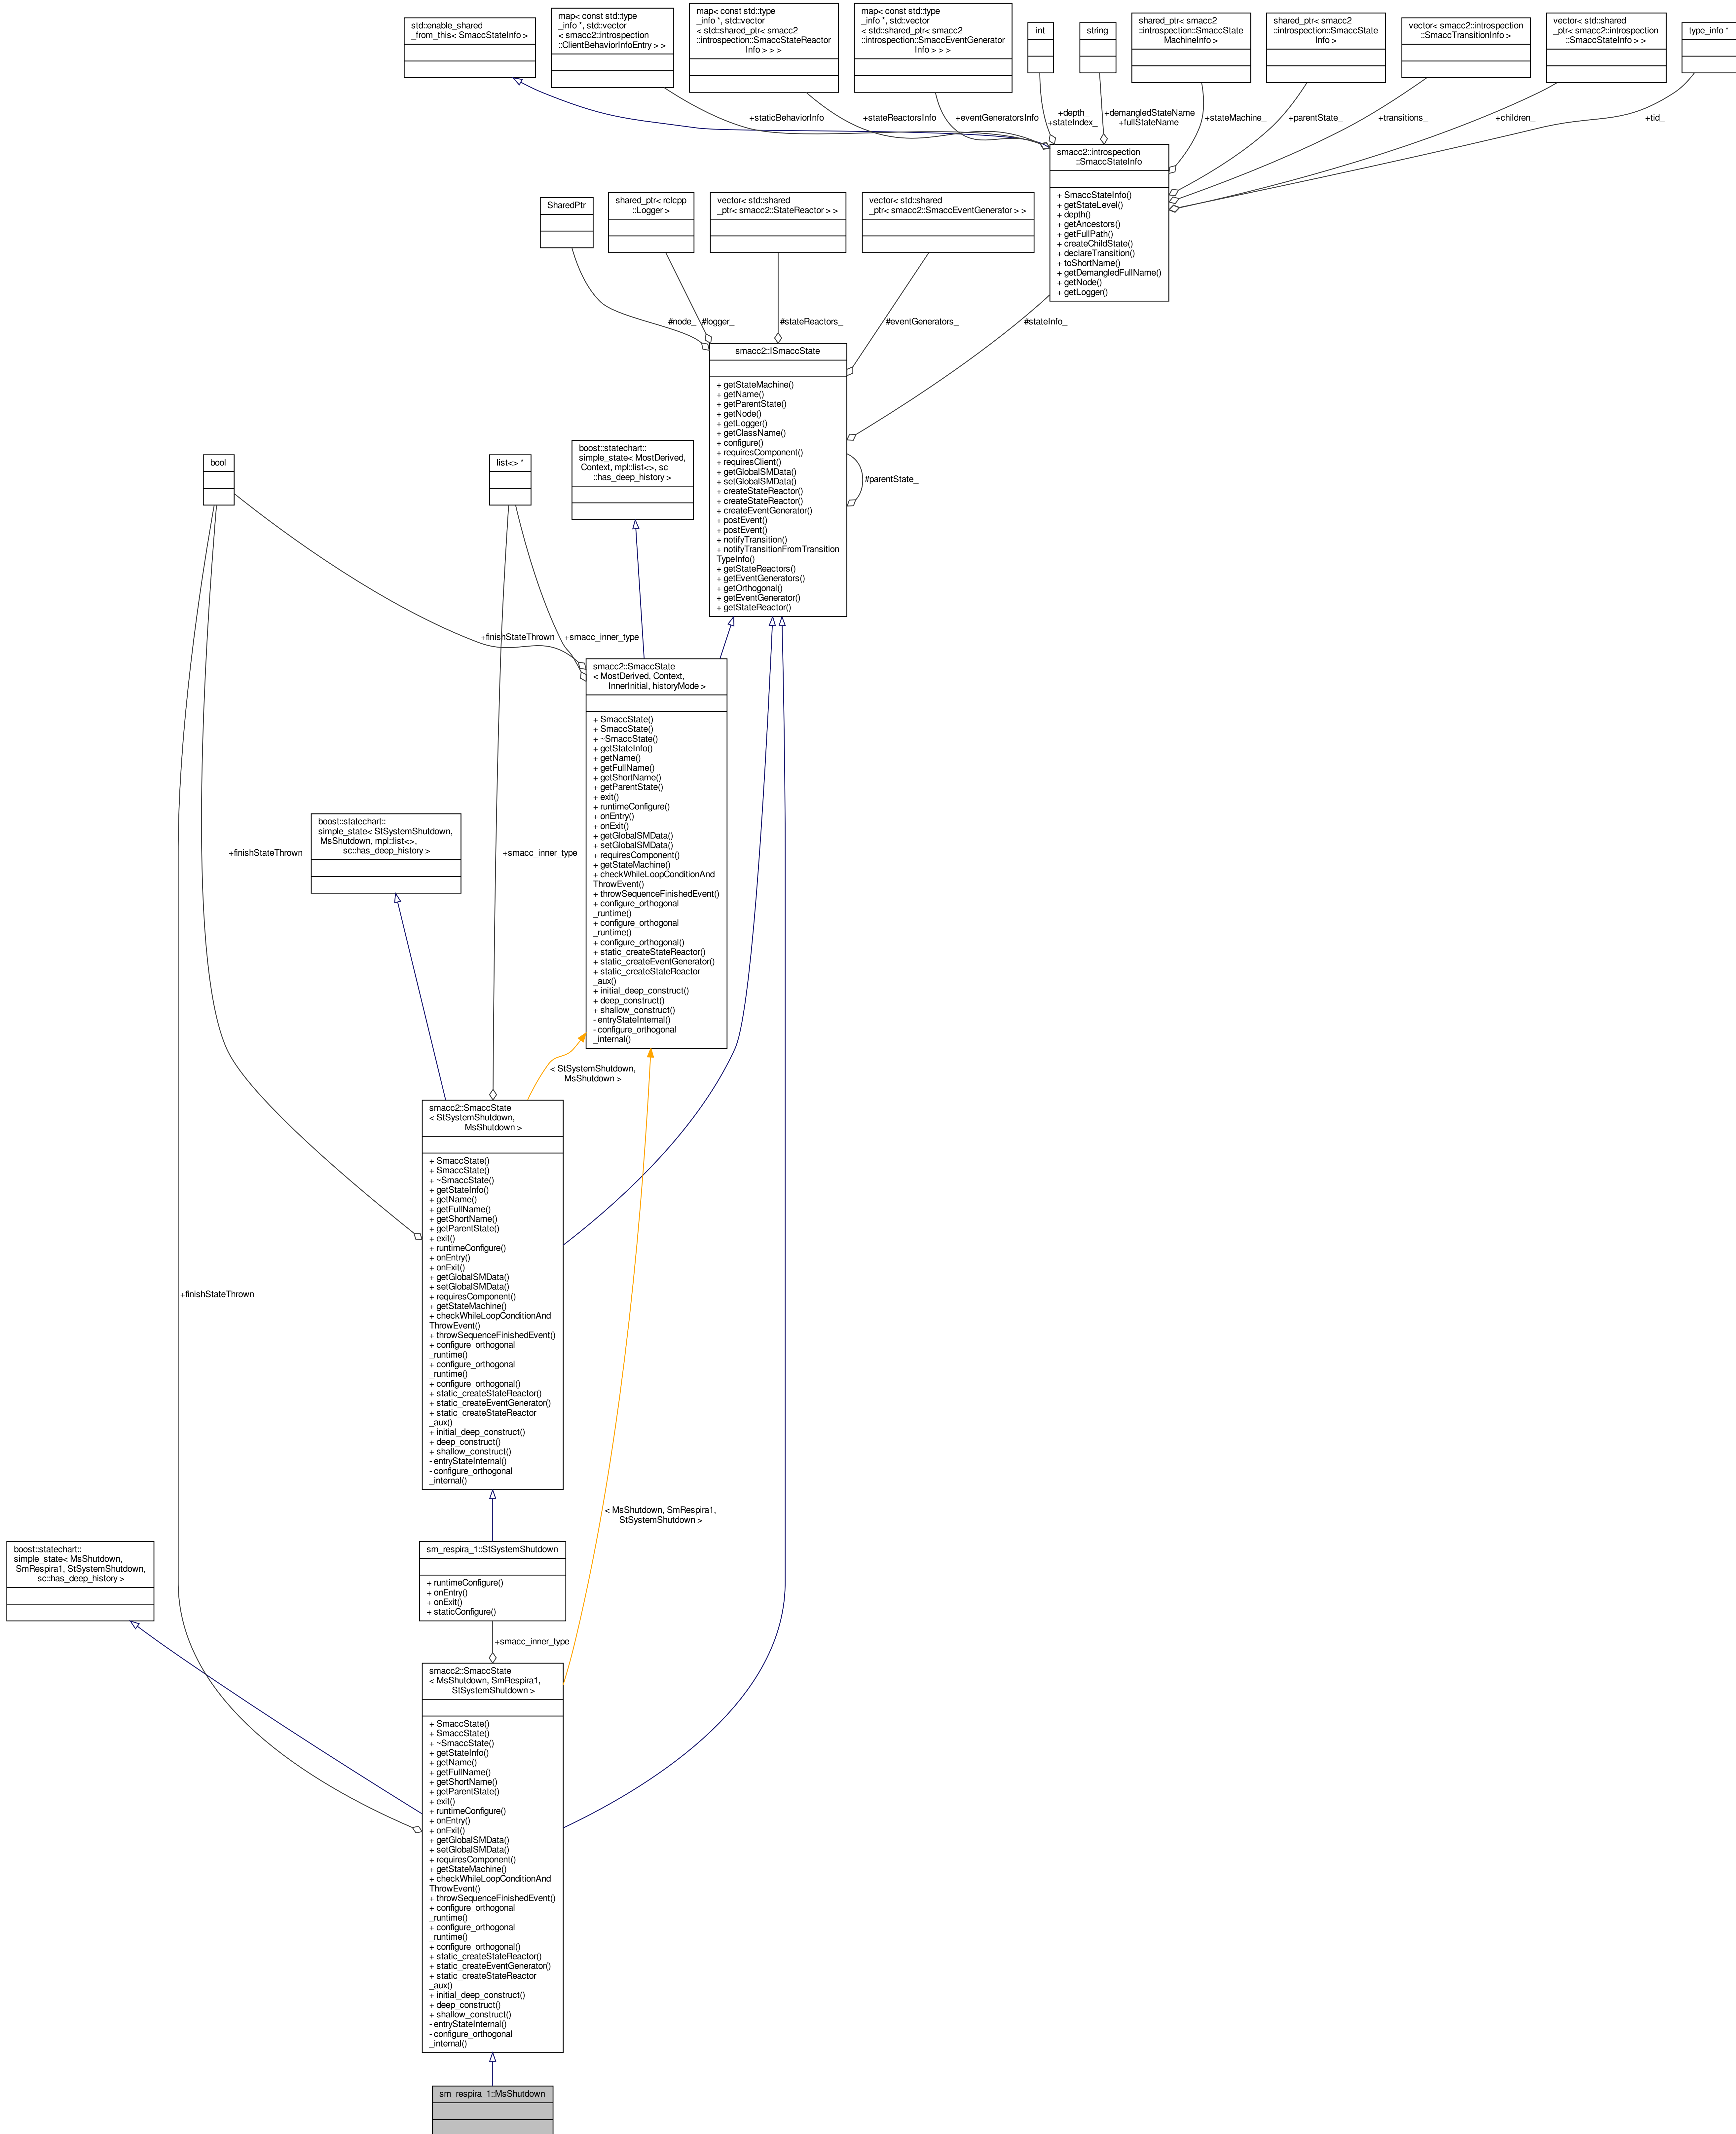 std::enable_shared
_from_this< SmaccStateInfo >
map< const std::type
_info *, std::vector
< smacc2::introspection
::ClientBehaviorInfoEntry > >
map< const std::type
_info *, std::vector
< std::shared_ptr< smacc2
::introspection::SmaccStateReactor
Info > > >
map< const std::type
_info *, std::vector
< std::shared_ptr< smacc2
::introspection::SmaccEventGenerator
Info > > >
int
string
shared_ptr< smacc2
::introspection::SmaccState
MachineInfo >
shared_ptr< smacc2
::introspection::SmaccState
Info >
vector< smacc2::introspection
::SmaccTransitionInfo >
vector< std::shared
_ptr< smacc2::introspection
::SmaccStateInfo > >
type_info *
+staticBehaviorInfo
+stateReactorsInfo
+eventGeneratorsInfo
+depth_
+stateIndex_
+demangledStateName
+fullStateName
+stateMachine_
+parentState_
+transitions_
+children_
+tid_
smacc2::introspection
::SmaccStateInfo
+ SmaccStateInfo()
+ getStateLevel()
+ depth()
+ getAncestors()
+ getFullPath()
+ createChildState()
+ declareTransition()
+ toShortName()
+ getDemangledFullName()
+ getNode()
+ getLogger()
SharedPtr
shared_ptr< rclcpp
::Logger >
vector< std::shared
_ptr< smacc2::StateReactor > >
vector< std::shared
_ptr< smacc2::SmaccEventGenerator > >
#node_
#logger_
#stateReactors_
#eventGenerators_
#stateInfo_
smacc2::ISmaccState
+ getStateMachine()
+ getName()
+ getParentState()
+ getNode()
+ getLogger()
+ getClassName()
+ configure()
+ requiresComponent()
+ requiresClient()
+ getGlobalSMData()
+ setGlobalSMData()
+ createStateReactor()
+ createStateReactor()
+ createEventGenerator()
+ postEvent()
+ postEvent()
+ notifyTransition()
+ notifyTransitionFromTransition
TypeInfo()
+ getStateReactors()
+ getEventGenerators()
+ getOrthogonal()
+ getEventGenerator()
+ getStateReactor()
#parentState_
bool
list<> *
boost::statechart::
simple_state< MostDerived,
Context, mpl::list<>, sc
::has_deep_history >
+finishStateThrown
+smacc_inner_type
smacc2::SmaccState
< MostDerived, Context,
InnerInitial, historyMode >
+ SmaccState()
+ SmaccState()
+ ~SmaccState()
+ getStateInfo()
+ getName()
+ getFullName()
+ getShortName()
+ getParentState()
+ exit()
+ runtimeConfigure()
+ onEntry()
+ onExit()
+ getGlobalSMData()
+ setGlobalSMData()
+ requiresComponent()
+ getStateMachine()
+ checkWhileLoopConditionAnd
ThrowEvent()
+ throwSequenceFinishedEvent()
+ configure_orthogonal
_runtime()
+ configure_orthogonal
_runtime()
+ configure_orthogonal()
+ static_createStateReactor()
+ static_createEventGenerator()
+ static_createStateReactor
_aux()
+ initial_deep_construct()
+ deep_construct()
+ shallow_construct()
- entryStateInternal()
- configure_orthogonal
_internal()
boost::statechart::
simple_state< StSystemShutdown,
MsShutdown, mpl::list<>,
sc::has_deep_history >
+finishStateThrown
+smacc_inner_type
< StSystemShutdown,
MsShutdown >
smacc2::SmaccState
< StSystemShutdown,
MsShutdown >
+ SmaccState()
+ SmaccState()
+ ~SmaccState()
+ getStateInfo()
+ getName()
+ getFullName()
+ getShortName()
+ getParentState()
+ exit()
+ runtimeConfigure()
+ onEntry()
+ onExit()
+ getGlobalSMData()
+ setGlobalSMData()
+ requiresComponent()
+ getStateMachine()
+ checkWhileLoopConditionAnd
ThrowEvent()
+ throwSequenceFinishedEvent()
+ configure_orthogonal
_runtime()
+ configure_orthogonal
_runtime()
+ configure_orthogonal()
+ static_createStateReactor()
+ static_createEventGenerator()
+ static_createStateReactor
_aux()
+ initial_deep_construct()
+ deep_construct()
+ shallow_construct()
- entryStateInternal()
- configure_orthogonal
_internal()
+finishStateThrown
< MsShutdown, SmRespira1,
StSystemShutdown >
boost::statechart::
simple_state< MsShutdown,
SmRespira1, StSystemShutdown,
sc::has_deep_history >
sm_respira_1::StSystemShutdown
+ runtimeConfigure()
+ onEntry()
+ onExit()
+ staticConfigure()
+smacc_inner_type
smacc2::SmaccState
< MsShutdown, SmRespira1,
StSystemShutdown >
+ SmaccState()
+ SmaccState()
+ ~SmaccState()
+ getStateInfo()
+ getName()
+ getFullName()
+ getShortName()
+ getParentState()
+ exit()
+ runtimeConfigure()
+ onEntry()
+ onExit()
+ getGlobalSMData()
+ setGlobalSMData()
+ requiresComponent()
+ getStateMachine()
+ checkWhileLoopConditionAnd
ThrowEvent()
+ throwSequenceFinishedEvent()
+ configure_orthogonal
_runtime()
+ configure_orthogonal
_runtime()
+ configure_orthogonal()
+ static_createStateReactor()
+ static_createEventGenerator()
+ static_createStateReactor
_aux()
+ initial_deep_construct()
+ deep_construct()
+ shallow_construct()
- entryStateInternal()
- configure_orthogonal
_internal()
sm_respira_1::MsShutdown